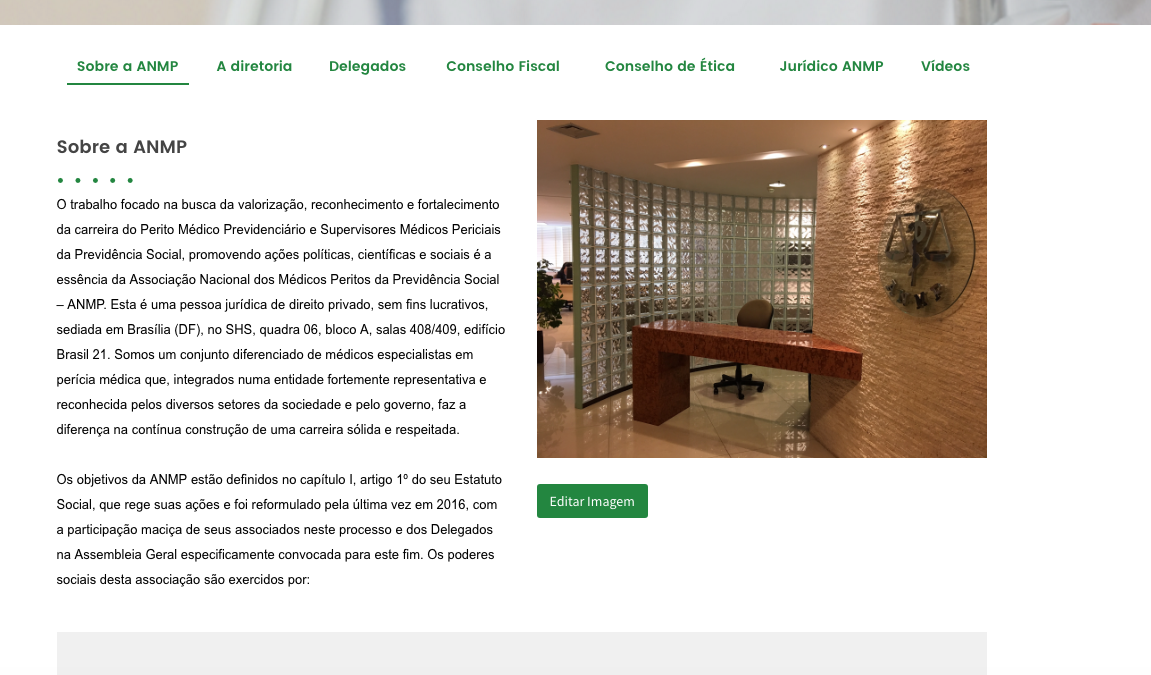 Sobre a ANMP A diretoria Delegados Conselho Fiscal Conselho de Ética Jurídico ANMP Vídeos
Sobre a ANMP
O trabalho focado na busca da valorização, reconhecimento e fortalecimento
da carreira do Perito Médico Previdenciário e Supervisores Médicos Periciais
da Previdência Social, promovendo ações políticas, científicas e sociais é a
essência da Associação Nacional dos Médicos Peritos da Previdência Social
– ANMP. Esta é uma pessoa jurídica de direito privado, sem fins lucrativos,
sediada em Brasília (DF), no SHS, quadra 06, bloco A, salas 408/409, edifício
Brasil 21. Somos um conjunto diferenciado de médicos especialistas em
perícia médica que, integrados numa entidade fortemente representativa e
reconhecida pelos diversos setores da sociedade e pelo governo, faz a
diferença na contínua construção de uma carreira sólida e respeitada.
Os objetivos da ANMP estão definidos no capítulo I, artigo 1º do seu Estatuto
Social, que rege suas ações e foi reformulado pela última vez em 2016, com
a participação maciça de seus associados neste processo e dos Delegados
na Assembleia Geral especificamente convocada para este fim. Os poderes
sociais desta associação são exercidos por:
Editar Imagem